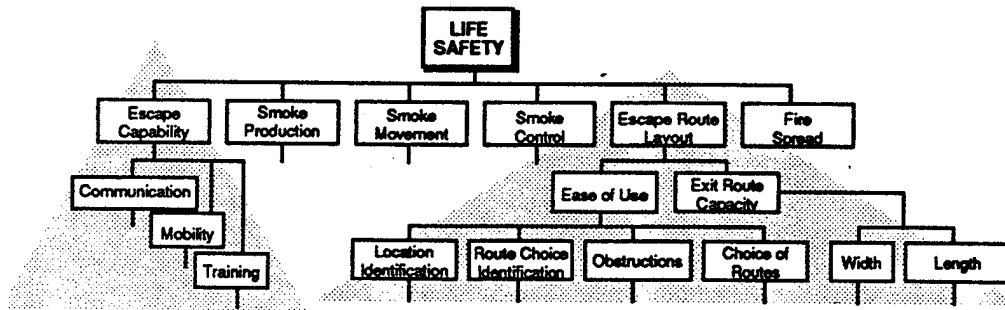 LIFE
SAFETY
Escape
Capability
Smoke
Production
Smoke
Movement
Smoke
Control
Escape Route
Layout
Fire
Spread
Communication
Mobility
Training
Ease of Use
Exit Route
Capacity
Location
Identification
Route Choice
Identification
Obstructions
Choice of
Routes
Width
Length